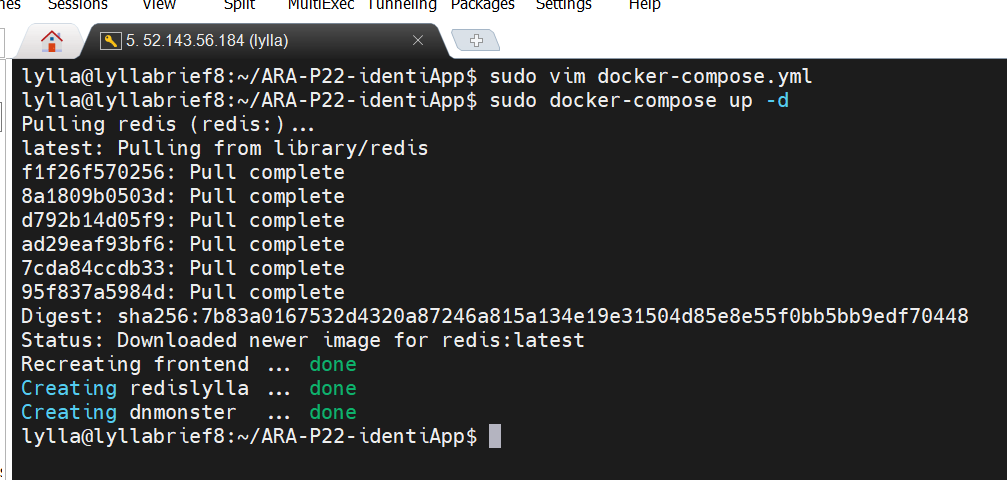 Sessions View Split MultiExec Tunneling Packages Settings Help
5. 52.143.56.184 (lylla)
lylla@lyllabrief8:~/ARA-P22-identiApp$ sudo vim docker-compose.yml
lylla@lyllabrief8:~/ARA-P22-identiApp$ sudo docker-compose up -d
Pulling redis (redis:)...
latest: Pulling from library/redis
f1f26f570256: Pull complete
8a1809b0503d: Pull complete
d792b14d05f9: Pull complete
ad29eaf93bf6: Pull complete
7cda84ccdb33: Pull complete
95f837a5984d: Pull complete
Digest: sha256:7b83a0167532d4320a87246a815a134e19e31504d85e8e55f0bb5bb9edf70448
Status: Downloaded newer image for redis:latest
Recreating frontend ... done
Creating redislylla ... done
Creating dnmonster ... done
lylla@lyllabrief8:~/ARA-P22-identiApp$